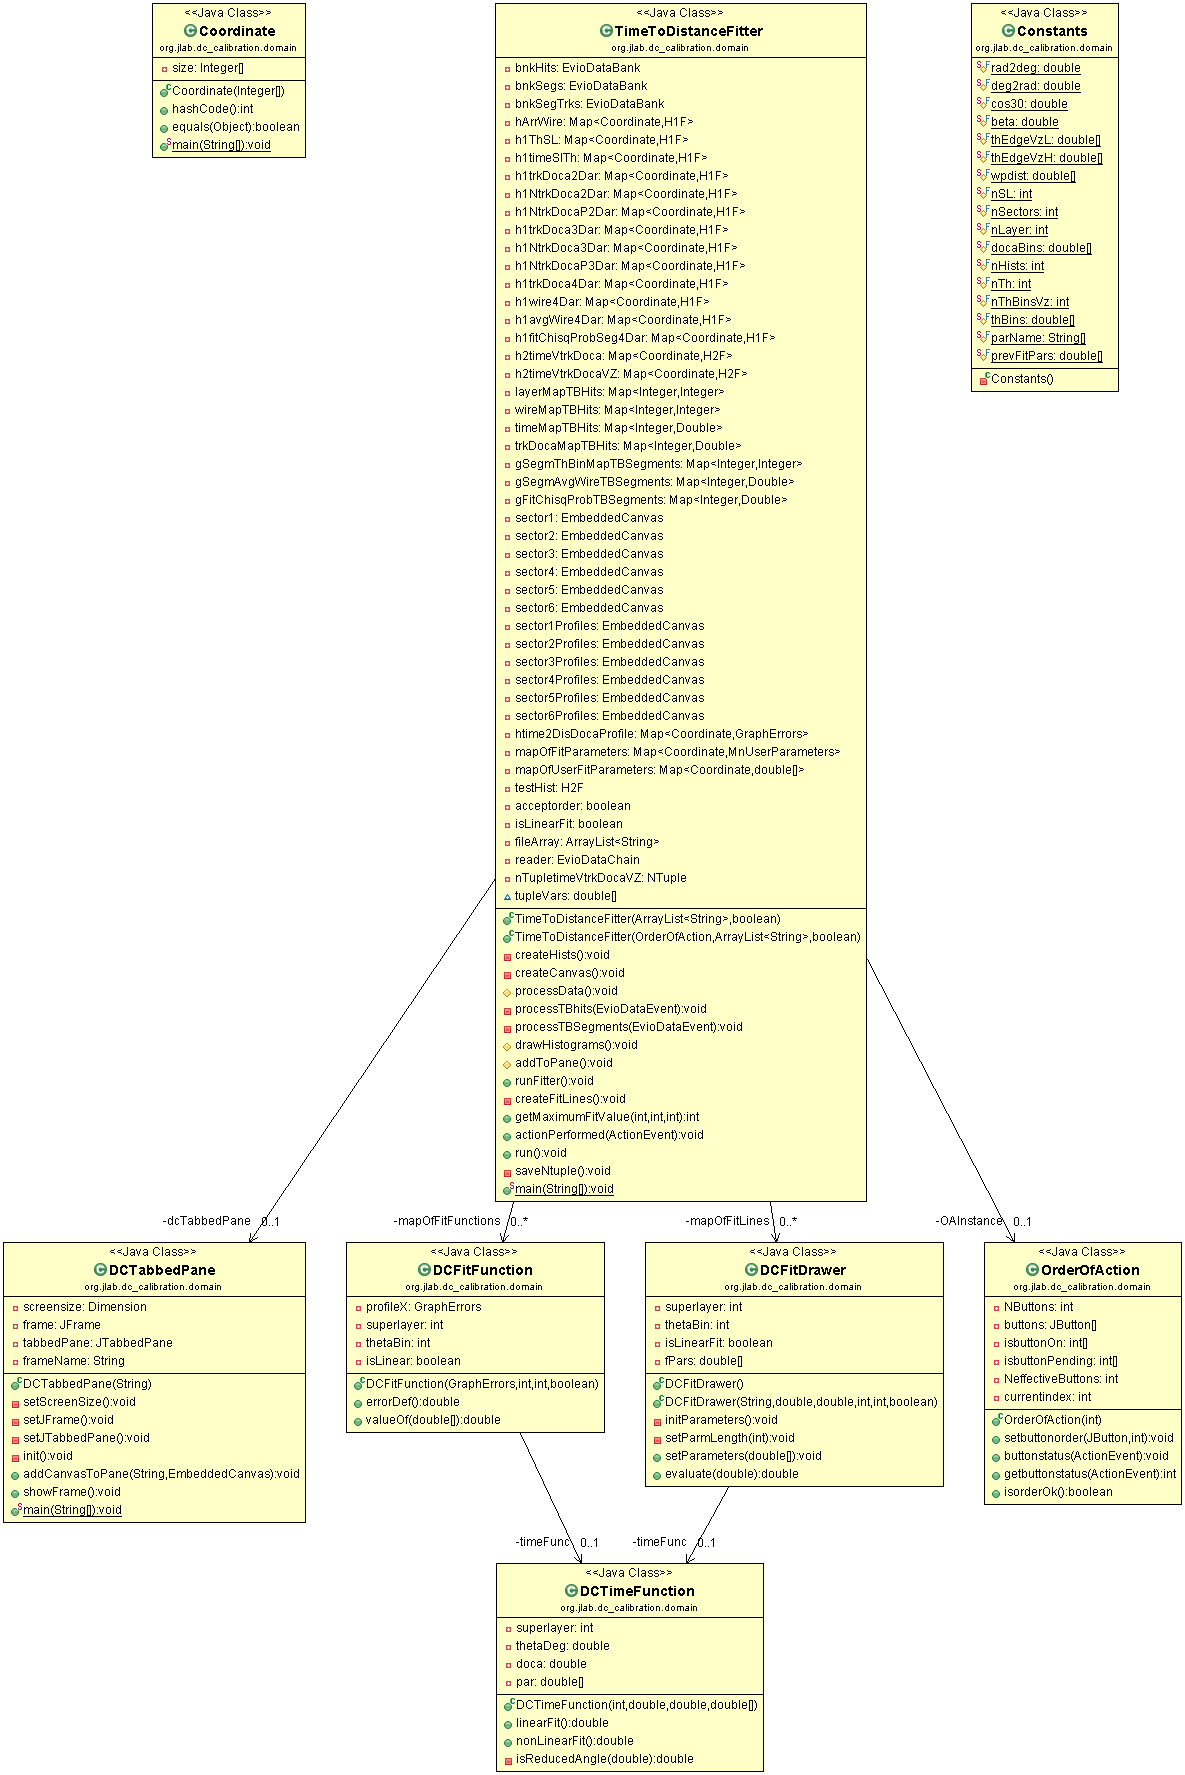 <<Java Class>>
Coordinate
org.jlab.dc_calibration.domain
size: Integer[]
Coordinate(Integer[])
hashCode():int
equals(Object):boolean
main(String[]):void
<<Java Class>>
TimeToDistanceFitter
org.jlab.dc_calibration.domain
bnkHits: EvioDataBank
bnkSegs: EvioDataBank
bnkSegTrks: EvioDataBank
hArrWire: Map<Coordinate,H1F>
h1ThSL: Map<Coordinate,H1F>
h1timeSlTh: Map<Coordinate,H1F>
h1trkDoca2Dar: Map<Coordinate,H1F>
h1NtrkDoca2Dar: Map<Coordinate,H1F>
h1NtrkDocaP2Dar: Map<Coordinate,H1F>
h1trkDoca3Dar: Map<Coordinate,H1F>
h1NtrkDoca3Dar: Map<Coordinate,H1F>
h1NtrkDocaP3Dar: Map<Coordinate,H1F>
h1trkDoca4Dar: Map<Coordinate,H1F>
h1wire4Dar: Map<Coordinate,H1F>
h1avgWire4Dar: Map<Coordinate,H1F>
h1fitChisqProbSeg4Dar: Map<Coordinate,H1F>
h2timeVtrkDoca: Map<Coordinate,H2F>
h2timeVtrkDocaVZ: Map<Coordinate,H2F>
layerMapTBHits: Map<Integer,Integer>
wireMapTBHits: Map<Integer,Integer>
timeMapTBHits: Map<Integer,Double>
trkDocaMapTBHits: Map<Integer,Double>
gSegmThBinMapTBSegments: Map<Integer,Integer>
gSegmAvgWireTBSegments: Map<Integer,Double>
gFitChisqProbTBSegments: Map<Integer,Double>
sector1: EmbeddedCanvas
sector2: EmbeddedCanvas
sector3: EmbeddedCanvas
sector4: EmbeddedCanvas
sector5: EmbeddedCanvas
sector6: EmbeddedCanvas
sector1Profiles: EmbeddedCanvas
sector2Profiles: EmbeddedCanvas
sector3Profiles: EmbeddedCanvas
sector4Profiles: EmbeddedCanvas
sector5Profiles: EmbeddedCanvas
sector6Profiles: EmbeddedCanvas
htime2DisDocaProfile: Map<Coordinate,GraphErrors>
mapOfFitParameters: Map<Coordinate,MnUserParameters>
mapOfUserFitParameters: Map<Coordinate,double[]>
testHist: H2F
acceptorder: boolean
isLinearFit: boolean
fileArray: ArrayList<String>
reader: EvioDataChain
nTupletimeVtrkDocaVZ: NTuple
tupleVars: double[]
TimeToDistanceFitter(ArrayList<String>,boolean)
TimeToDistanceFitter(OrderOfAction,ArrayList<String>,boolean)
createHists():void
createCanvas():void
processData():void
processTBhits(EvioDataEvent):void
processTBSegments(EvioDataEvent):void
drawHistograms():void
addToPane():void
runFitter():void
createFitLines():void
getMaximumFitValue(int,int,int):int
actionPerformed(ActionEvent):void
run():void
saveNtuple():void
main(String[]):void
<<Java Class>>
Constants
org.jlab.dc_calibration.domain
rad2deg: double
deg2rad: double
cos30: double
beta: double
thEdgeVzL: double[]
thEdgeVzH: double[]
wpdist: double[]
nSL: int
nSectors: int
nLayer: int
docaBins: double[]
nHists: int
nTh: int
nThBinsVz: int
thBins: double[]
parName: String[]
prevFitPars: double[]
Constants()
-dcTabbedPane 0..1
-mapOfFitFunctions 0..*
-mapOfFitLines 0..*
-OAInstance 0..1
<<Java Class>>
DCTabbedPane
org.jlab.dc_calibration.domain
screensize: Dimension
frame: JFrame
tabbedPane: JTabbedPane
frameName: String
DCTabbedPane(String)
setScreenSize():void
setJFrame():void
setJTabbedPane():void
init():void
addCanvasToPane(String,EmbeddedCanvas):void
showFrame():void
main(String[]):void
<<Java Class>>
DCFitFunction
org.jlab.dc_calibration.domain
profileX: GraphErrors
superlayer: int
thetaBin: int
isLinear: boolean
DCFitFunction(GraphErrors,int,int,boolean)
errorDef():double
valueOf(double[]):double
<<Java Class>>
DCFitDrawer
org.jlab.dc_calibration.domain
superlayer: int
thetaBin: int
isLinearFit: boolean
fPars: double[]
DCFitDrawer()
DCFitDrawer(String,double,double,int,int,boolean)
initParameters():void
setParmLength(int):void
setParameters(double[]):void
evaluate(double):double
<<Java Class>>
OrderOfAction
org.jlab.dc_calibration.domain
NButtons: int
buttons: JButton[]
isbuttonOn: int[]
isbuttonPending: int[]
NeffectiveButtons: int
currentindex: int
OrderOfAction(int)
setbuttonorder(JButton,int):void
buttonstatus(ActionEvent):void
getbuttonstatus(ActionEvent):int
isorderOk():boolean
-timeFunc 0..1
-timeFunc 0..1
<<Java Class>>
DCTimeFunction
org.jlab.dc_calibration.domain
superlayer: int
thetaDeg: double
doca: double
par: double[]
DCTimeFunction(int,double,double,double[])
linearFit():double
nonLinearFit():double
isReducedAngle(double):double